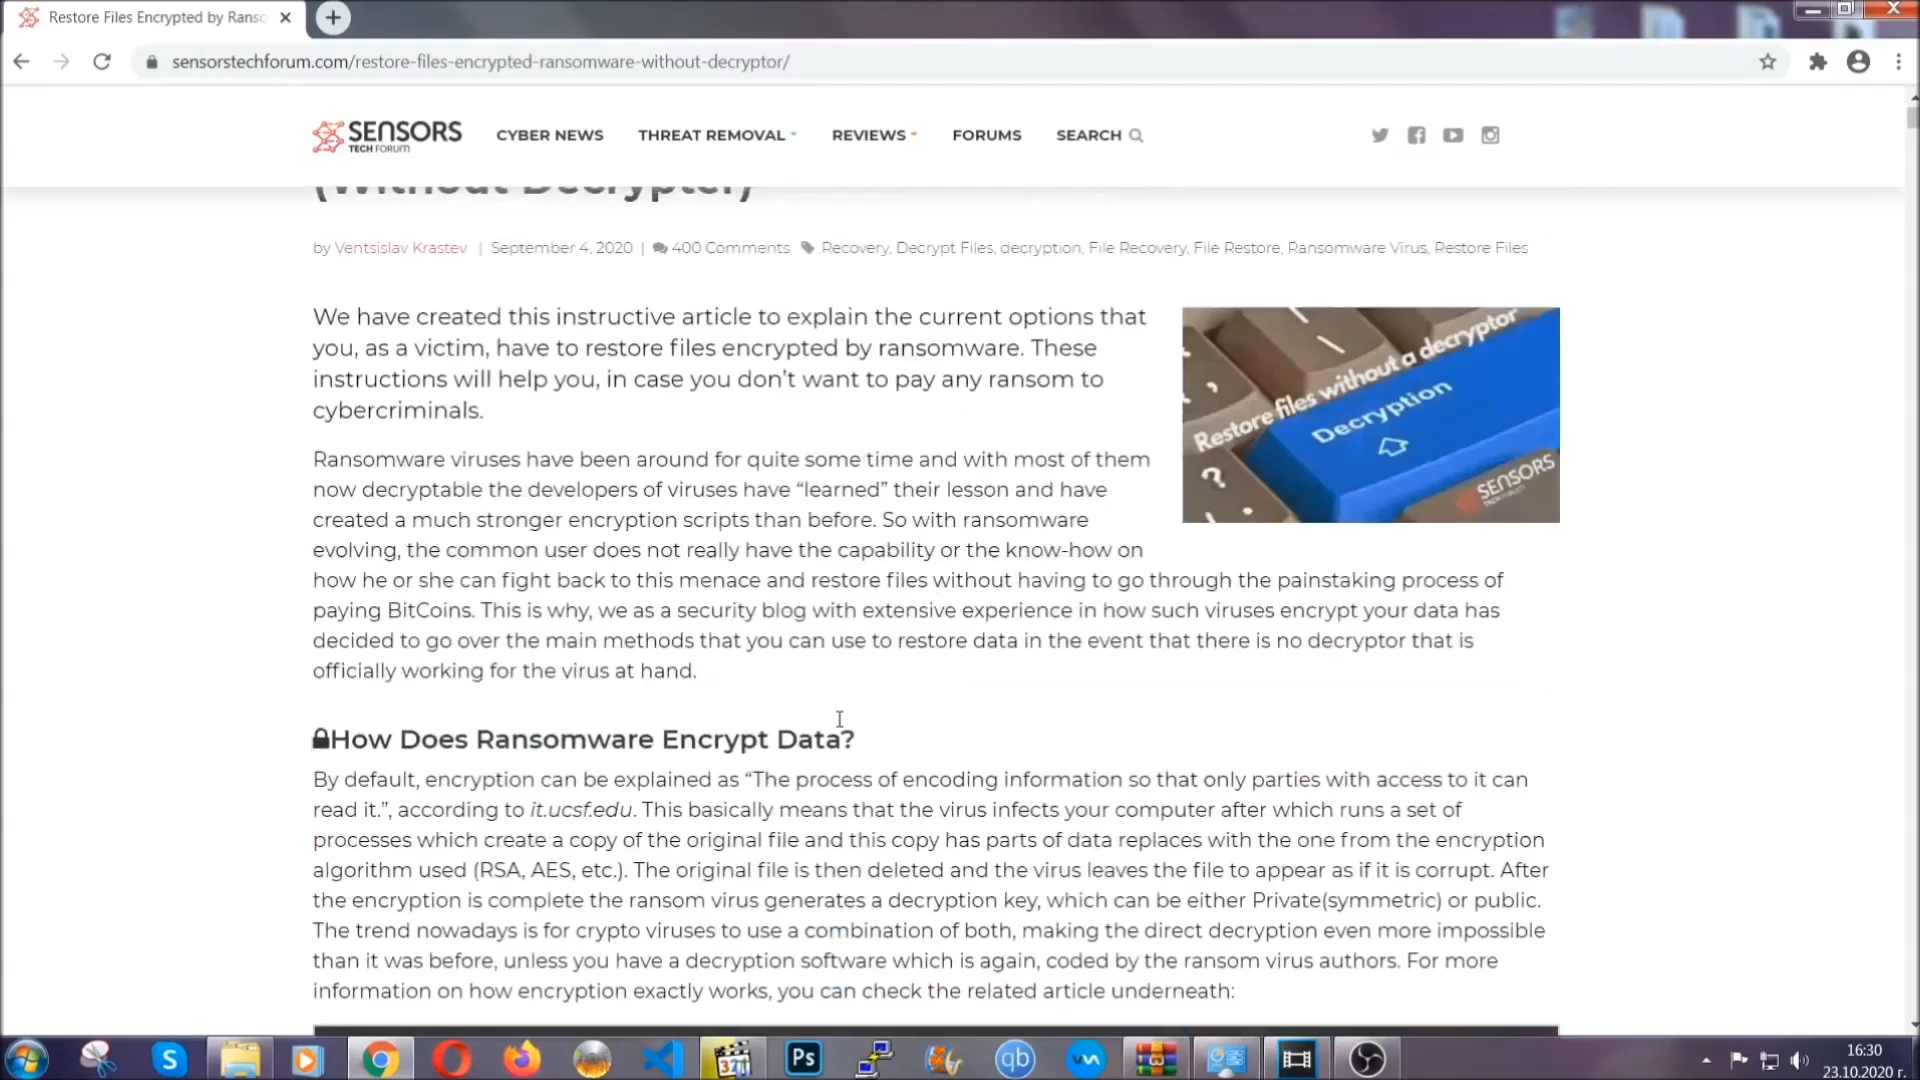 Restore Files Encrypted by Ranso
sensorstechforum.com/restore-files-encrypted-ransomware-without-decryptor/
SENSORS
TECH FORUM
CYBER NEWS
THREAT REMOVAL
REVIEWS
FORUMS
SEARCH
(Without Decrypter)
by Ventsislav Krastev | September 4, 2020 | 400 Comments Recovery, Decrypt Files, decryption, File Recovery, File Restore, Ransomware Virus, Restore Files
We have created this instructive article to explain the current options that
you, as a victim, have to restore files encrypted by ransomware. These
instructions will help you, in case you don't want to pay any ransom to
cybercriminals.
Restore files without a decryptor
Decryption
SENSORS
Ransomware viruses have been around for quite some time and with most of them
now decryptable the developers of viruses have “learned” their lesson and have
created a much stronger encryption scripts than before. So with ransomware
evolving, the common user does not really have the capability or the know-how on
how he or she can fight back to this menace and restore files without having to go through the painstaking process of
paying BitCoins. This is why, we as a security blog with extensive experience in how such viruses encrypt your data has
decided to go over the main methods that you can use to restore data in the event that there is no decryptor that is
officially working for the virus at hand.
How Does Ransomware Encrypt Data?
By default, encryption can be explained as “The process of encoding information so that only parties with access to it can
read it.”, according to it.ucsf.edu. This basically means that the virus infects your computer after which runs a set of
processes which create a copy of the original file and this copy has parts of data replaces with the one from the encryption
algorithm used (RSA, AES, etc.). The original file is then deleted and the virus leaves the file to appear as if it is corrupt. After
the encryption is complete the ransom virus generates a decryption key, which can be either Private(symmetric) or public.
The trend nowadays is for crypto viruses to use a combination of both, making the direct decryption even more impossible
than it was before, unless you have a decryption software which is again, coded by the ransom virus authors. For more
information on how encryption exactly works, you can check the related article underneath:
S
Ps
qb
16:30
23.10.2020 г.